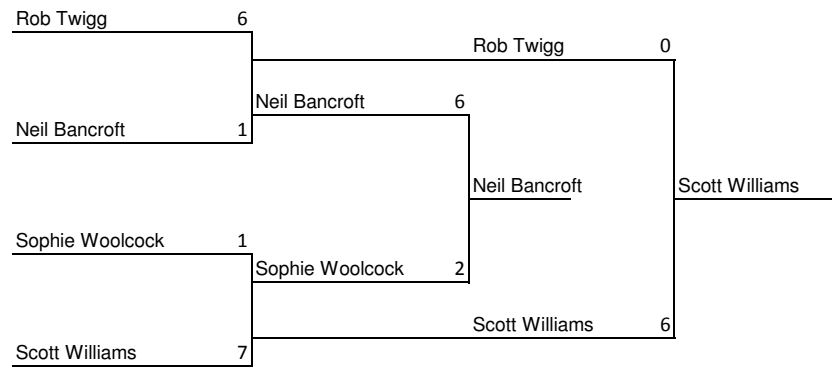 Rob Twigg 6
Rob Twigg 0
Neil Bancroft 6
Neil Bancroft 1
Neil Bancroft
Scott Williams
Sophie Woolcock 1
Sophie Woolcock 2
Scott Williams 6
Scott Williams 7